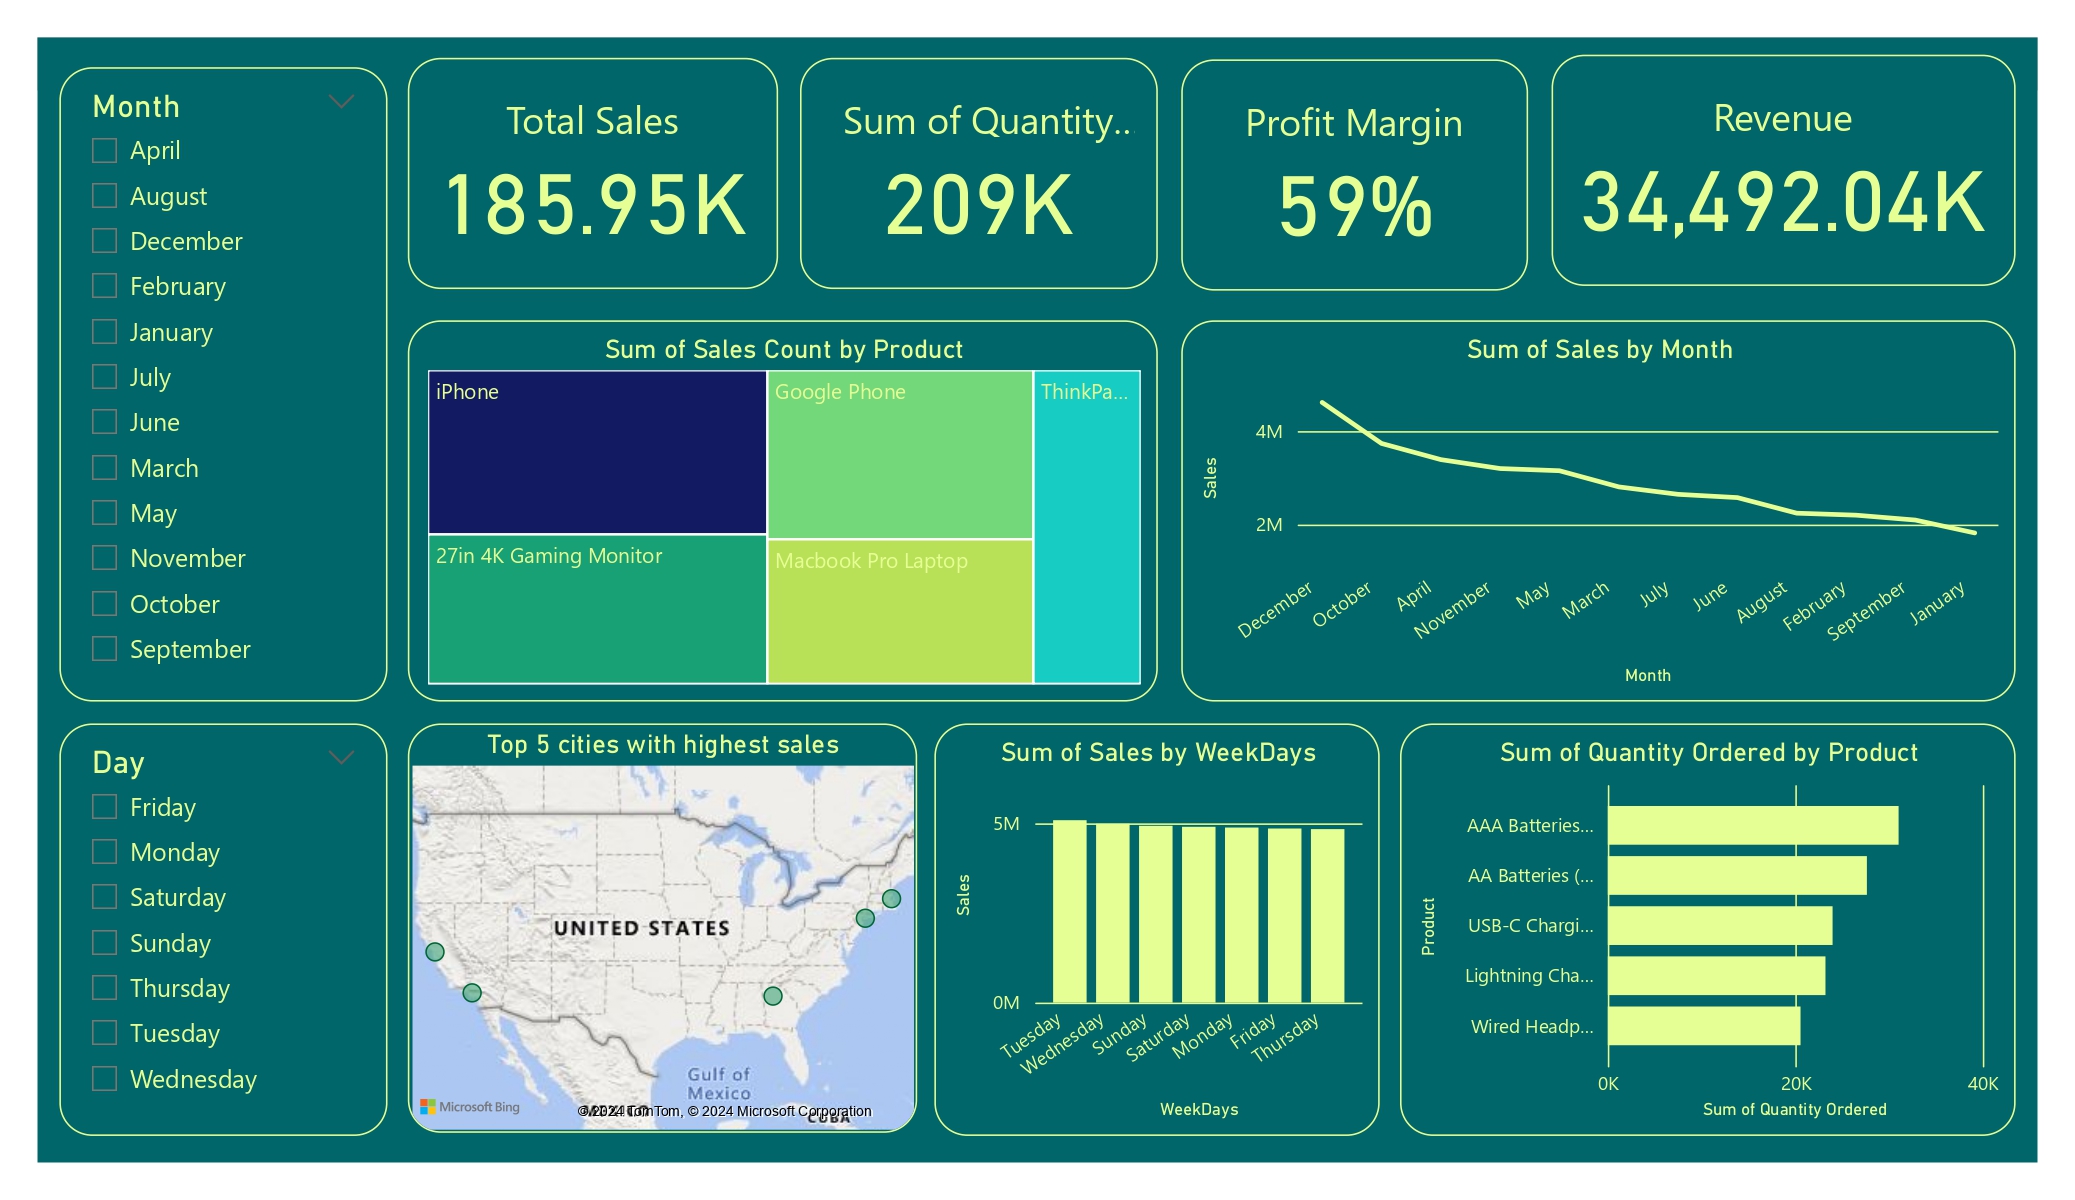 Month
April
August
December
February
January
July
June
March
May
November
October
September
Total Sales
185.95K
Sum of Quantity...
209K
Profit Margin
59%
Revenue
34,492.04K
Sum of Sales Count by Product
iPhone
Google Phone
ThinkPa...
27in 4K Gaming Monitor
Macbook Pro Laptop
Sum of Sales by Month
Sales
4M
2M
December
October
April
November
May
March
July
June
August
February
September
January
Month
Day
Friday
Monday
Saturday
Sunday
Thursday
Tuesday
Wednesday
Top 5 cities with highest sales
UNITED STATES
Gulf of
Mexico
Microsoft Bing
© 2024 TomTom, © 2024 Microsoft Corporation
CUBA
Sum of Sales by WeekDays
Sales
5M
0M
Tuesday
Wednesday
Sunday
Saturday
Monday
Friday
Thursday
WeekDays
Sum of Quantity Ordered by Product
Product
AAA Batteries...
AA Batteries (...
USB-C Chargi...
Lightning Cha...
Wired Headp...
0K
20K
40K
Sum of Quantity Ordered